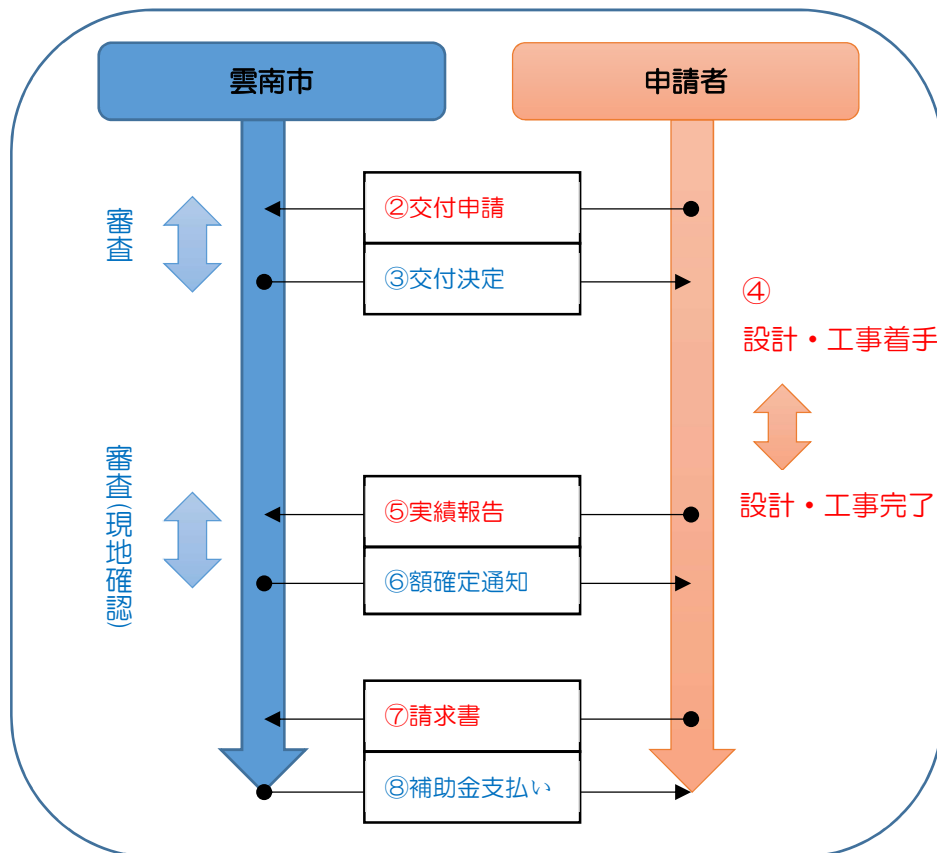 雲南市
申請者
②交付申請
審査
③交付決定
④
設計・工事着手
審査(現地確認)
⑤実績報告
設計・工事完了
⑥額確定通知
⑦請求書
⑧補助金支払い